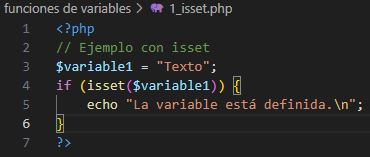 funciones de variables > 1_isset.php
1 <?php
2 // Ejemplo con isset
3 $variable1 = "Texto";
4 if (isset($variable1)) {
5     echo "La variable está definida.\n";
6 }
7 ?>